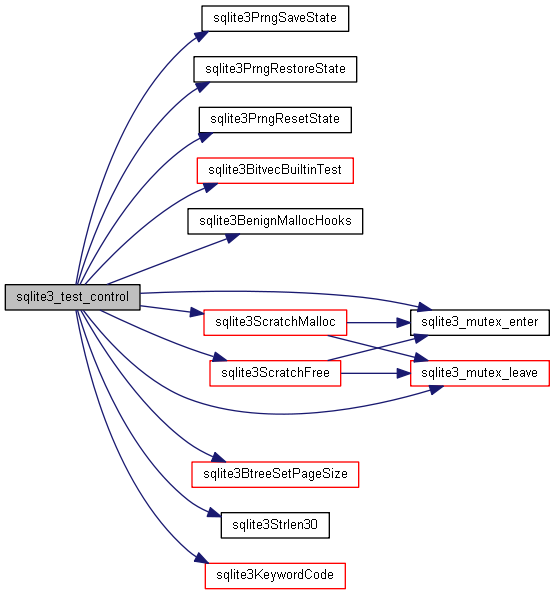 sqlite3PrngSaveState
sqlite3PrngRestoreState
sqlite3PrngResetState
sqlite3BitvecBuiltinTest
sqlite3BenignMallocHooks
sqlite3_test_control
sqlite3ScratchMalloc
sqlite3_mutex_enter
sqlite3ScratchFree
sqlite3_mutex_leave
sqlite3BtreeSetPageSize
sqlite3Strlen30
sqlite3KeywordCode